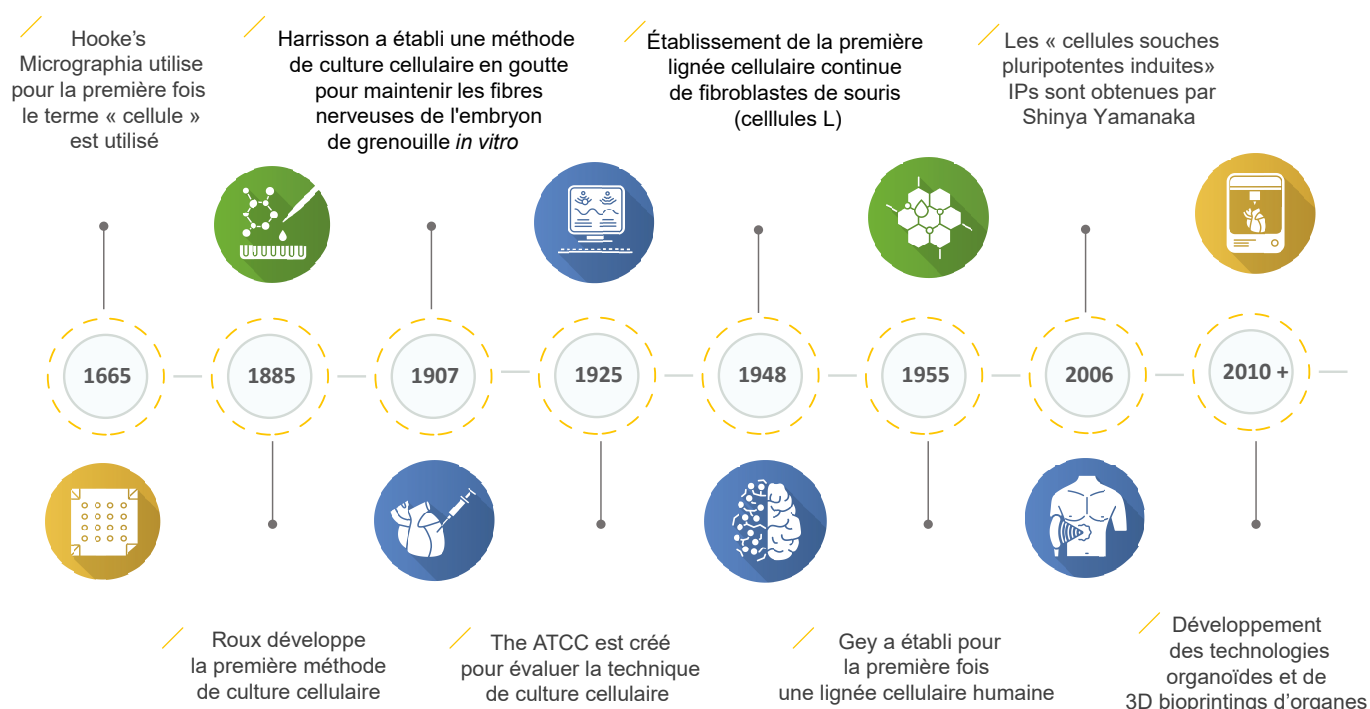 Hooke’s
Micrographia utilise
pour la première fois
le terme « cellule »
est utilisé
Harrisson a établi une méthode
de culture cellulaire en goutte
pour maintenir les fibres
nerveuses de l'embryon
de grenouille in vitro
Établissement de la première
lignée cellulaire continue
de fibroblastes de souris
(celllules L)
Les « cellules souches
pluripotentes induites»
IPs sont obtenues par
Shinya Yamanaka
1665
1885
1907
1925
1948
1955
2006
2010 +
Roux développe
la première méthode
de culture cellulaire
The ATCC est créé
pour évaluer la technique
de culture cellulaire
Gey a établi pour
la première fois
une lignée cellulaire humaine
Développement
des technologies
organoïdes et de
3D bioprintings d’organes